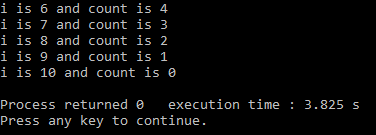 i is 6 and count is 4
i is 7 and count is 3
i is 8 and count is 2
i is 9 and count is 1
i is 10 and count is 0
Process returned 0   execution time : 3.825 s
Press any key to continue.